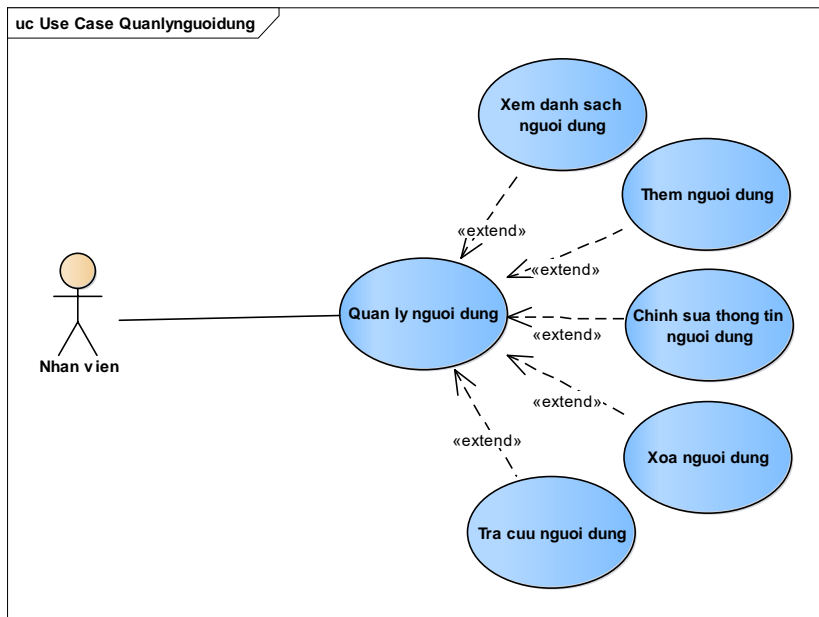 uc Use Case Quanlynguoidung
Xem danh sach
nguoi dung
Them nguoi dung
«extend»
«extend»
Quan ly nguoi dung
Chinh sua thong tin
nguoi dung
«extend»
Nhan vien
«extend»
«extend»
Xoa nguoi dung
Tra cuu nguoi dung